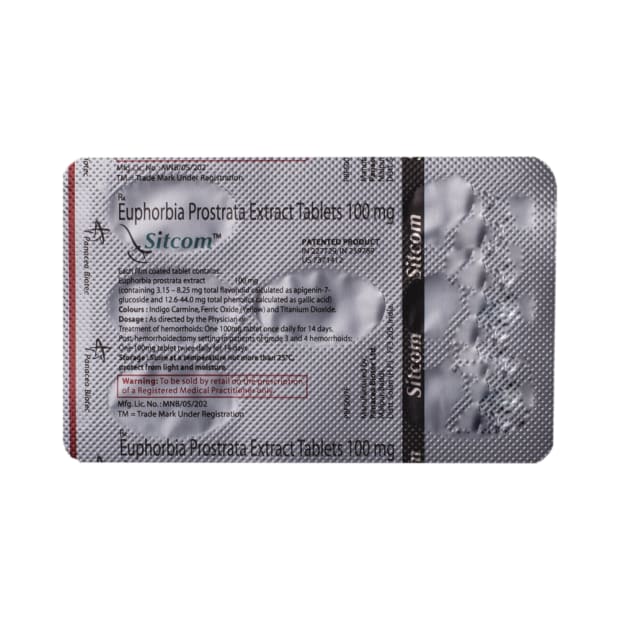 Mfg. Lic. No.: MNB/05/202
TM = Trade Mark Under Registration
Rx
Euphorbia Prostrata Extract Tablets 100 mg
Sitcom™
PATENTED PRODUCT
Each film coated tablet contains:
Euphorbia prostrata extract 100 mg
(containing 3.15 – 8.25 mg total flavonoid calculated as apigenin-7-
glucoside and 12.6-44.0 mg total phenolics calculated as gallic acid)
Colours : Indigo Carmine, Ferric Oxide (Yellow) and Titanium Dioxide.
Dosage : As directed by the Physician or
Treatment of hemorrhoids: One 100mg tablet once daily for 14 days.
Post hemorrhoidectomy setting in patients of grade 3 and 4 hemorrhoids:
One 100mg tablet twice daily for 14 days.
Storage : Store at a temperature not more than 25°C,
protect from light and moisture
Warning: To be sold by retail on the prescription
of a Registered Medical Practitioner only.
Mfg. Lic. No.: MNB/05/202
TM = Trade Mark Under Registration
Rx
Euphorbia Prostrata Extract Tablets 100 mg
Panacea Biotec
Panacea Biotec
Sitcom
Sitcom